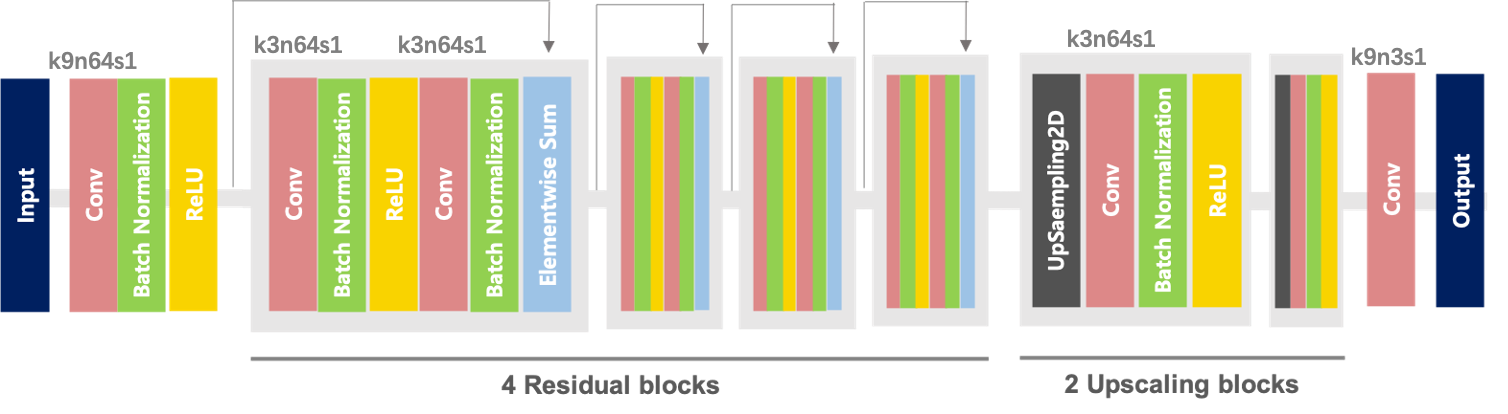 k9n64s1
k3n64s1
k3n64s1
k3n64s1
k9n3s1
Input
Conv
Batch Normalization
ReLU
Conv
Batch Normalization
ReLU
Conv
Batch Normalization
Elementwise Sum
UpSaempling2D
Conv
Batch Normalization
ReLU
Conv
Output
4 Residual blocks
2 Upscaling blocks